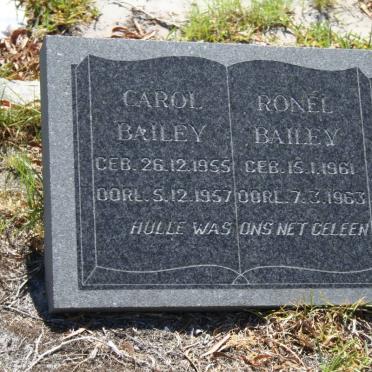 CAROL
BAILEY
GEB. 26.12.1955
OORL. 5.12.1957
RONÉL
BAILEY
GEB. 15.1.1961
OORL. 7.3.1963
HULLE WAS ONS NET GELEEN